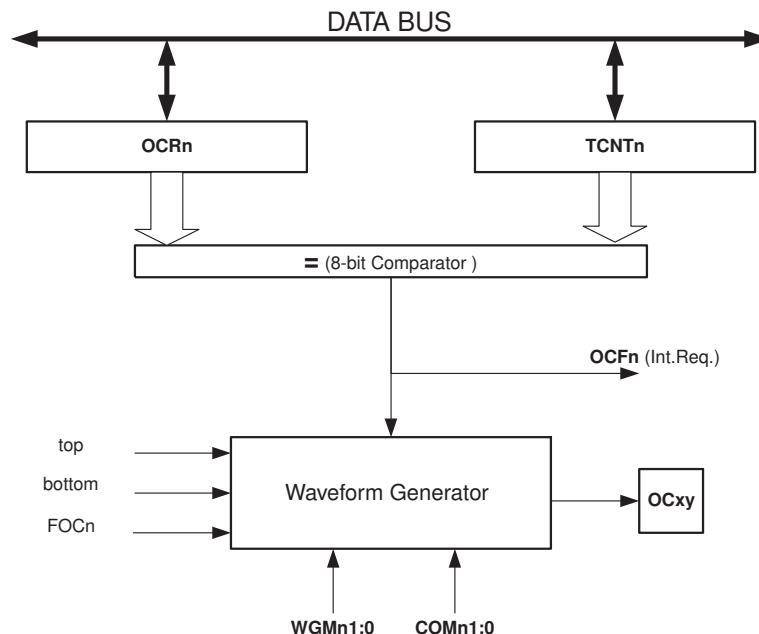 DATA BUS
OCRn
TCNTn
= (8-bit Comparator )
OCFn (Int.Req.)
top
bottom
FOCn
Waveform Generator
OCxy
WGMn1:0
COMn1:0